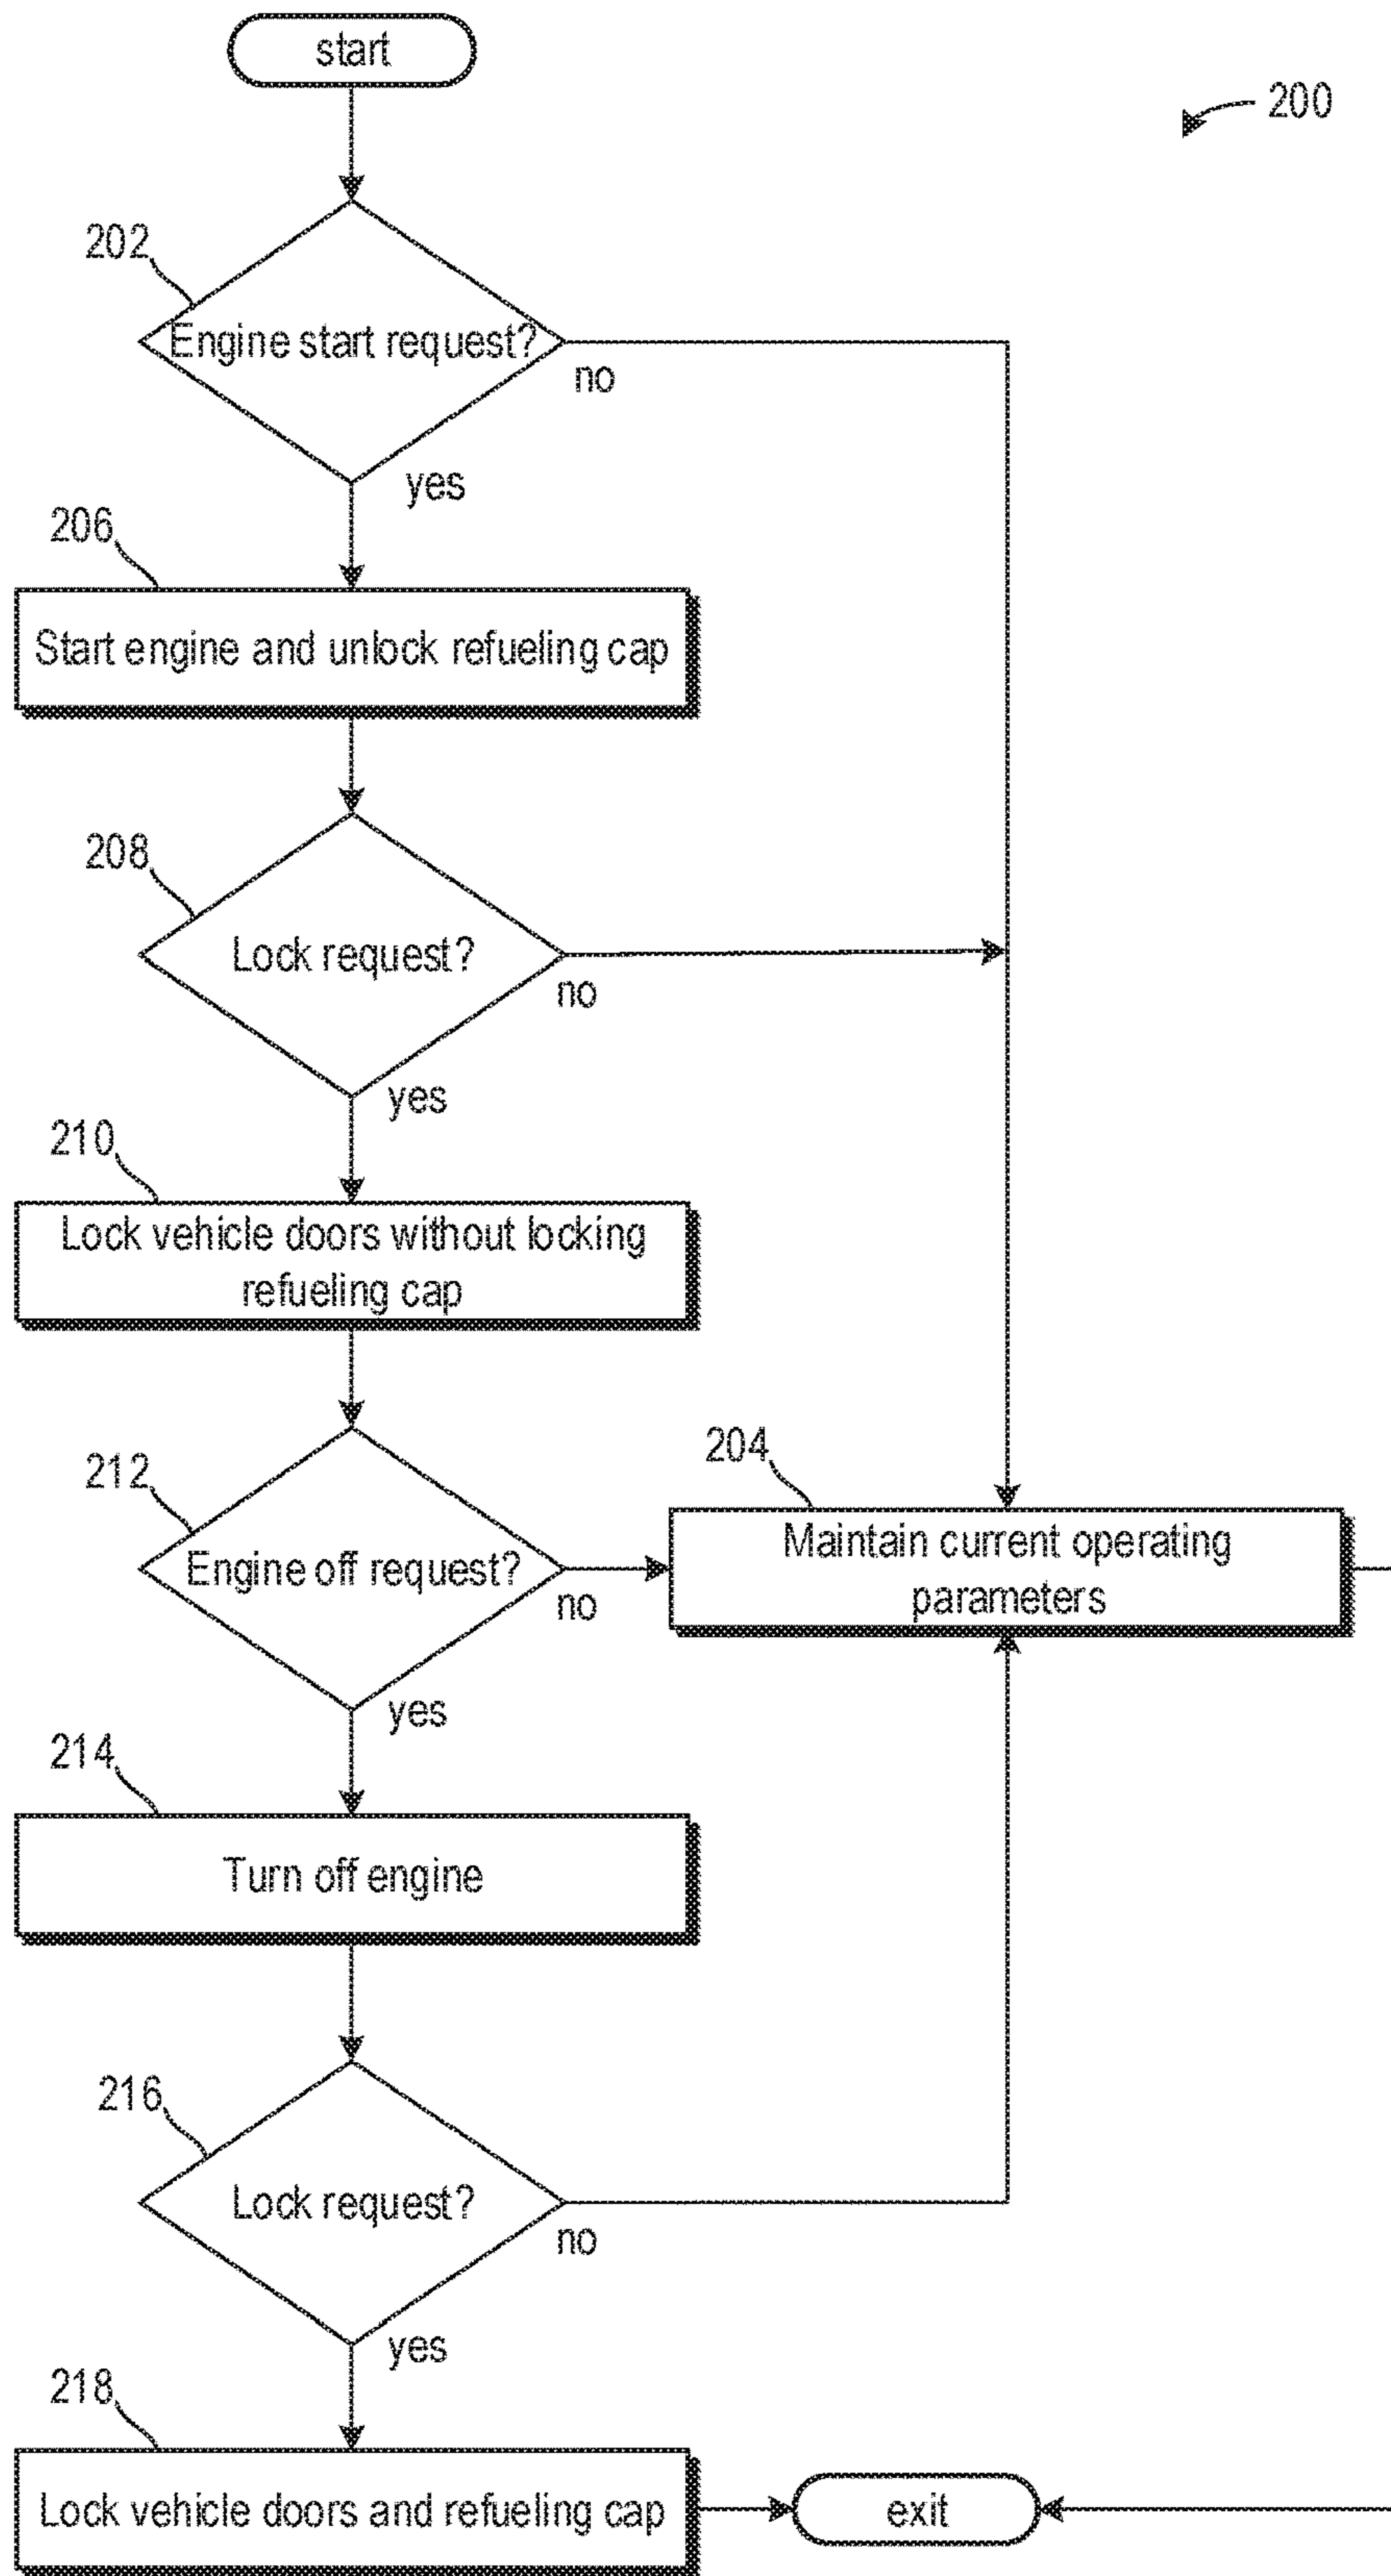 start
200
202
Engine start request?
no
yes
206
Start engine and unlock refueling cap
208
Lock request?
no
yes
210
Lock vehicle doors without locking
refueling cap
212
Engine off request?
no
204
Maintain current operating
parameters
yes
214
Turn off engine
216
Lock request?
no
yes
218
Lock vehicle doors and refueling cap
exit